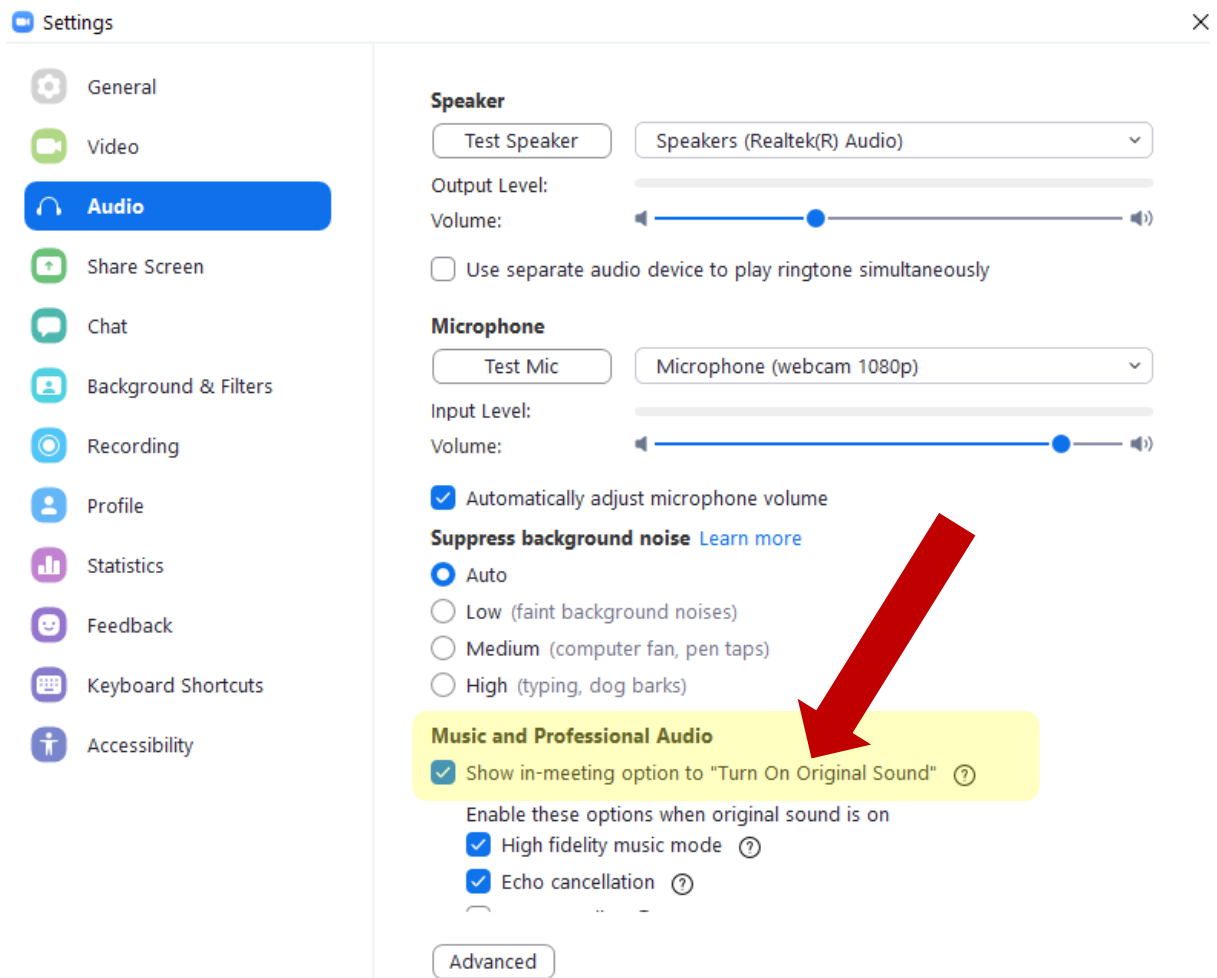 Settings
General
Video
Audio
Share Screen
Chat
Background & Filters
Recording
Profile
Statistics
Feedback
Keyboard Shortcuts
Accessibility
Speaker
Test Speaker Speakers (Realtek(R) Audio)
Output Level:
Volume:
Use separate audio device to play ringtone simultaneously
Microphone
Test Mic Microphone (webcam 1080p)
Input Level:
Volume:
Automatically adjust microphone volume
Suppress background noise Learn more
Auto
Low (faint background noises)
Medium (computer fan, pen taps)
High (typing, dog barks)
Music and Professional Audio
Show in-meeting option to "Turn On Original Sound" ?
Enable these options when original sound is on
High fidelity music mode ?
Echo cancellation ?
Advanced